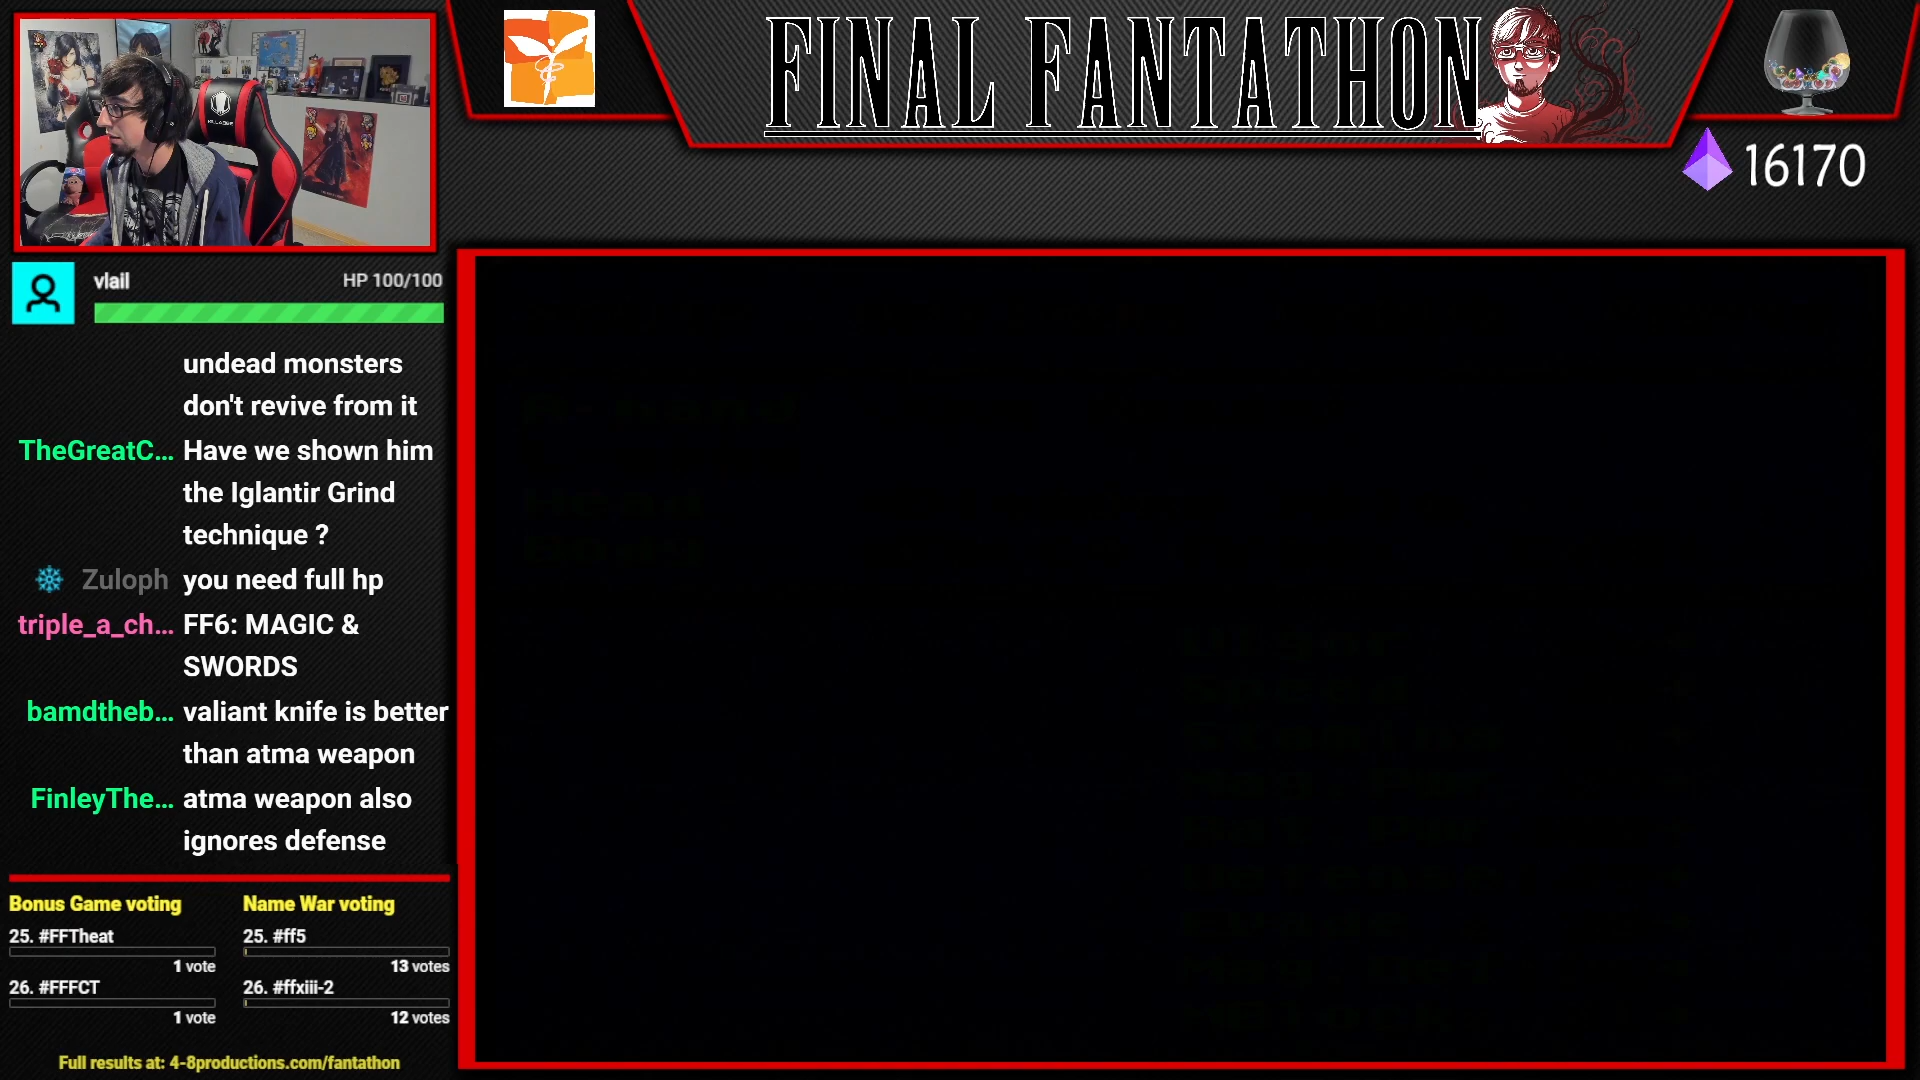 FINAL FANTATHON
16170
vlail
HP 100/100
undead monsters
don't revive from it
TheGreatC... Have we shown him
the Iglantir Grind
technique ?
Zuloph you need full hp
triple_a_ch... FF6: MAGIC &
SWORDS
bamdtheb... valiant knife is better
than atma weapon
FinleyThe... atma weapon also
ignores defense
Bonus Game voting
25. #FFTheat
1 vote
26. #FFFCT
1 vote
Name War voting
25. #ff5
13 votes
26. #ffxiii-2
12 votes
Full results at: 4-8productions.com/fantathon